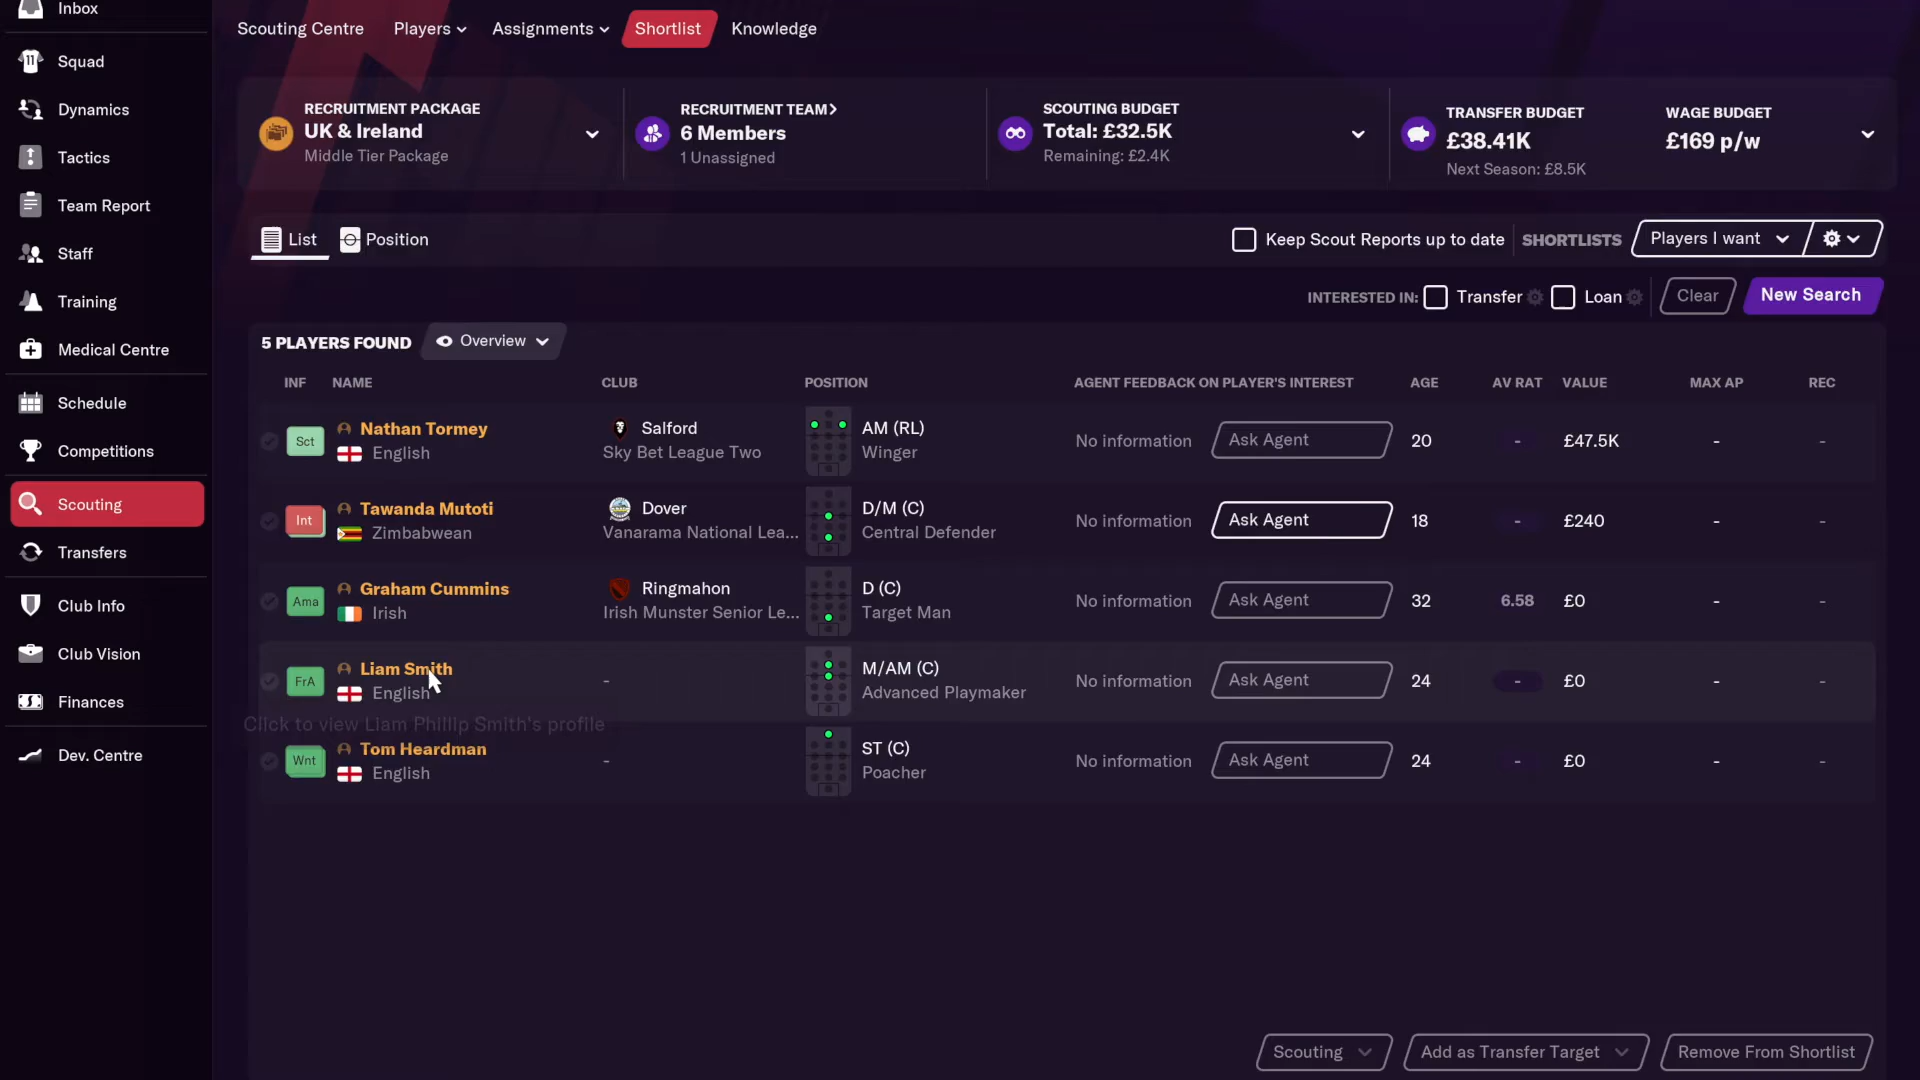 Inbox
Squad
Dynamics
Tactics
Team Report
Staff
Training
Medical Centre
Schedule
Competitions
Scouting
Transfers
Club Info
Club Vision
Finances
Dev. Centre
Scouting Centre Players Assignments Shortlist Knowledge
RECRUITMENT PACKAGE
UK & Ireland
Middle Tier Package
RECRUITMENT TEAM>
6 Members
1 Unassigned
SCOUTING BUDGET
Total: £32.5K
Remaining: £2.4K
TRANSFER BUDGET
£38.41K
Next Season: £8.5K
WAGE BUDGET
£169 p/w
List Position
Keep Scout Reports up to date SHORTLISTS Players I want
INTERESTED IN: Transfer Loan Clear New Search
5 PLAYERS FOUND Overview
INF NAME CLUB POSITION AGENT FEEDBACK ON PLAYER'S INTEREST AGE AV RAT VALUE MAX AP REC
Sct Nathan Tormey Salford AM (RL) No information Ask Agent 20 - £47.5K - -
English Sky Bet League Two Winger
Int Tawanda Mutoti Dover D/M (C) No information Ask Agent 18 - £240 - -
Zimbabwean Vanarama National Lea... Central Defender
Ama Graham Cummins Ringmahon D (C) No information Ask Agent 32 6.58 £0 - -
Irish Irish Munster Senior Le... Target Man
FrA Liam Smith - M/AM (C) No information Ask Agent 24 - £0 - -
English Advanced Playmaker
Click to view Liam Phillip Smith's profile
Wnt Tom Heardman - ST (C) No information Ask Agent 24 - £0 - -
English Poacher
Scouting Add as Transfer Target Remove From Shortlist